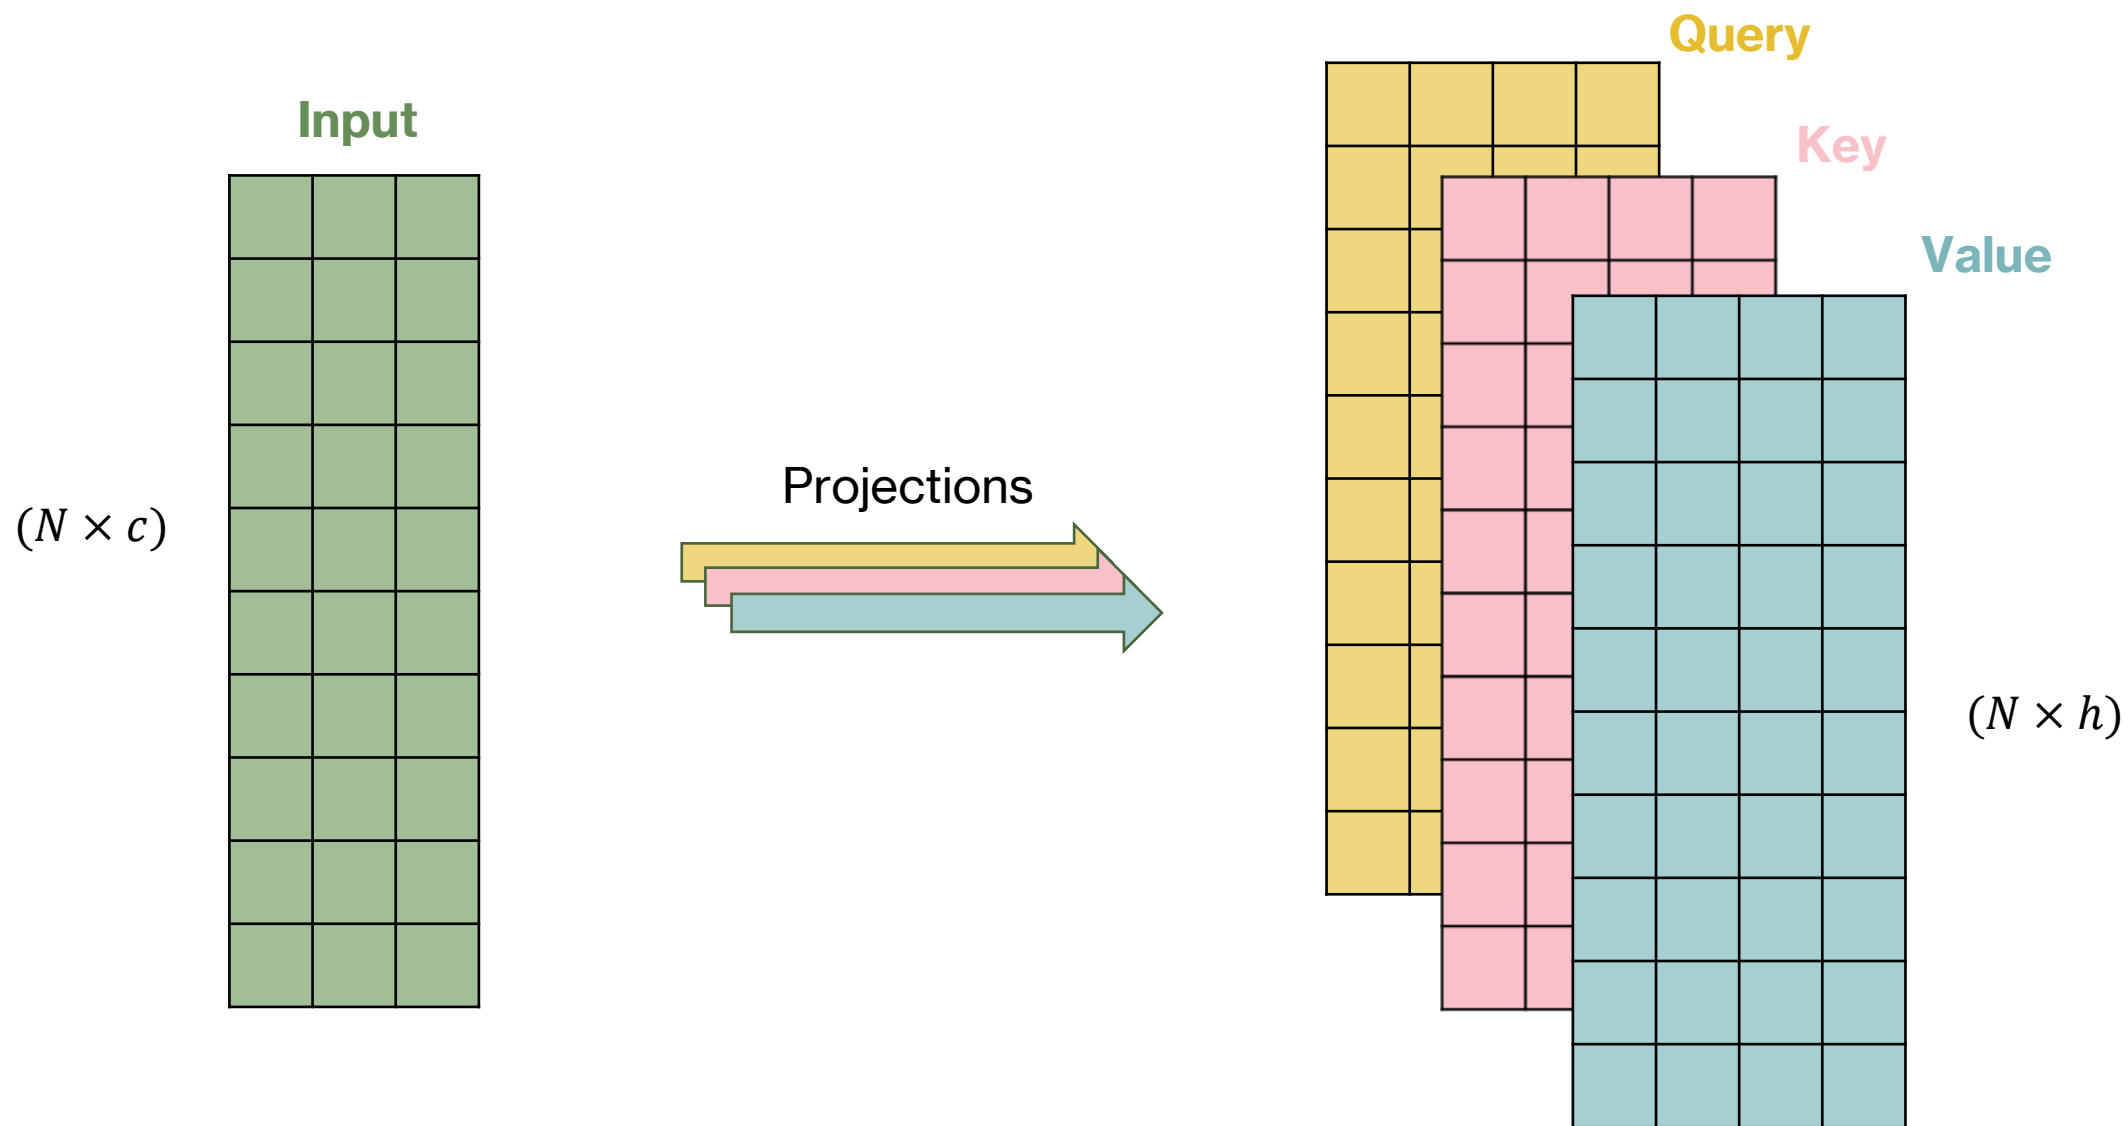 Query
Input
Key
Value
Projections
(N × c)
(N × h)